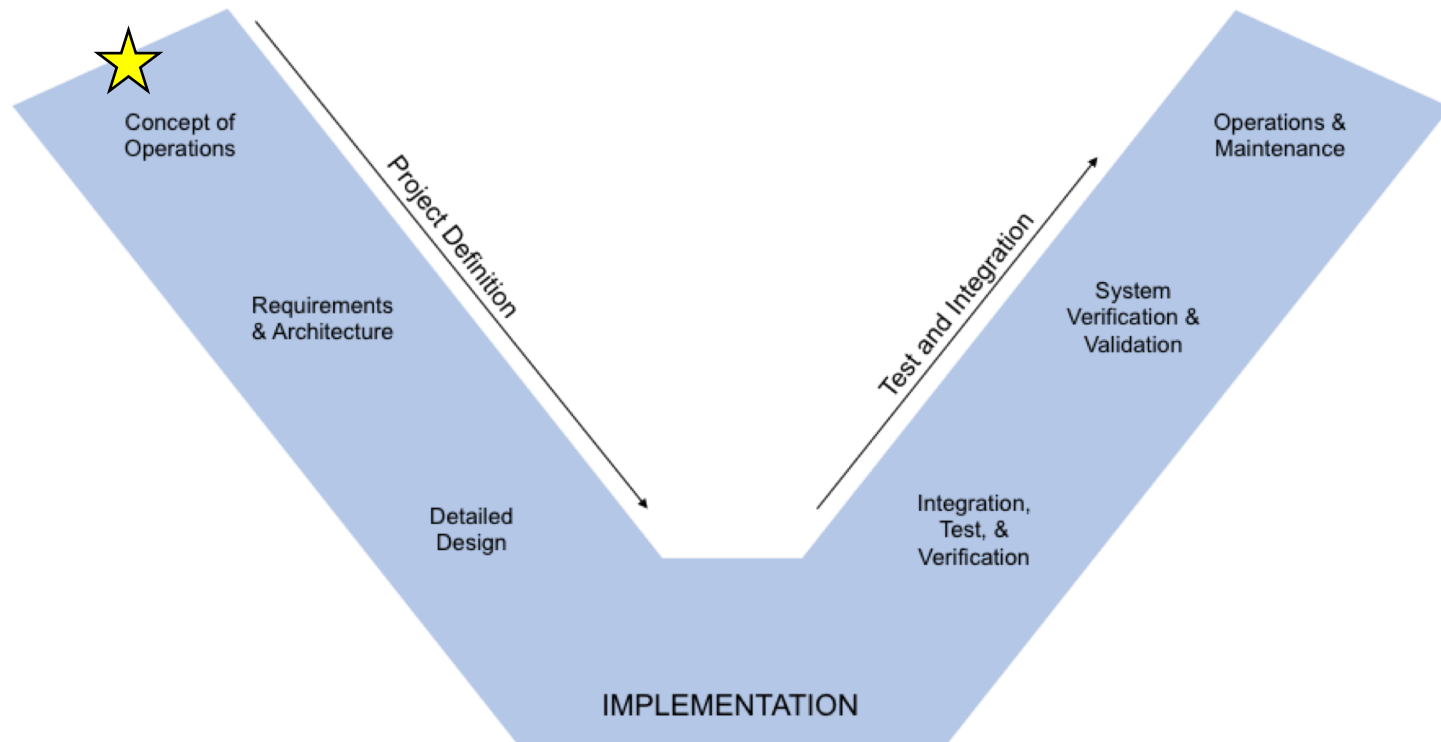 Concept of
Operations
Project Definition
Requirements
& Architecture
Detailed
Design
IMPLEMENTATION
Integration,
Test, &
Verification
Test and Integration
System
Verification &
Validation
Operations &
Maintenance